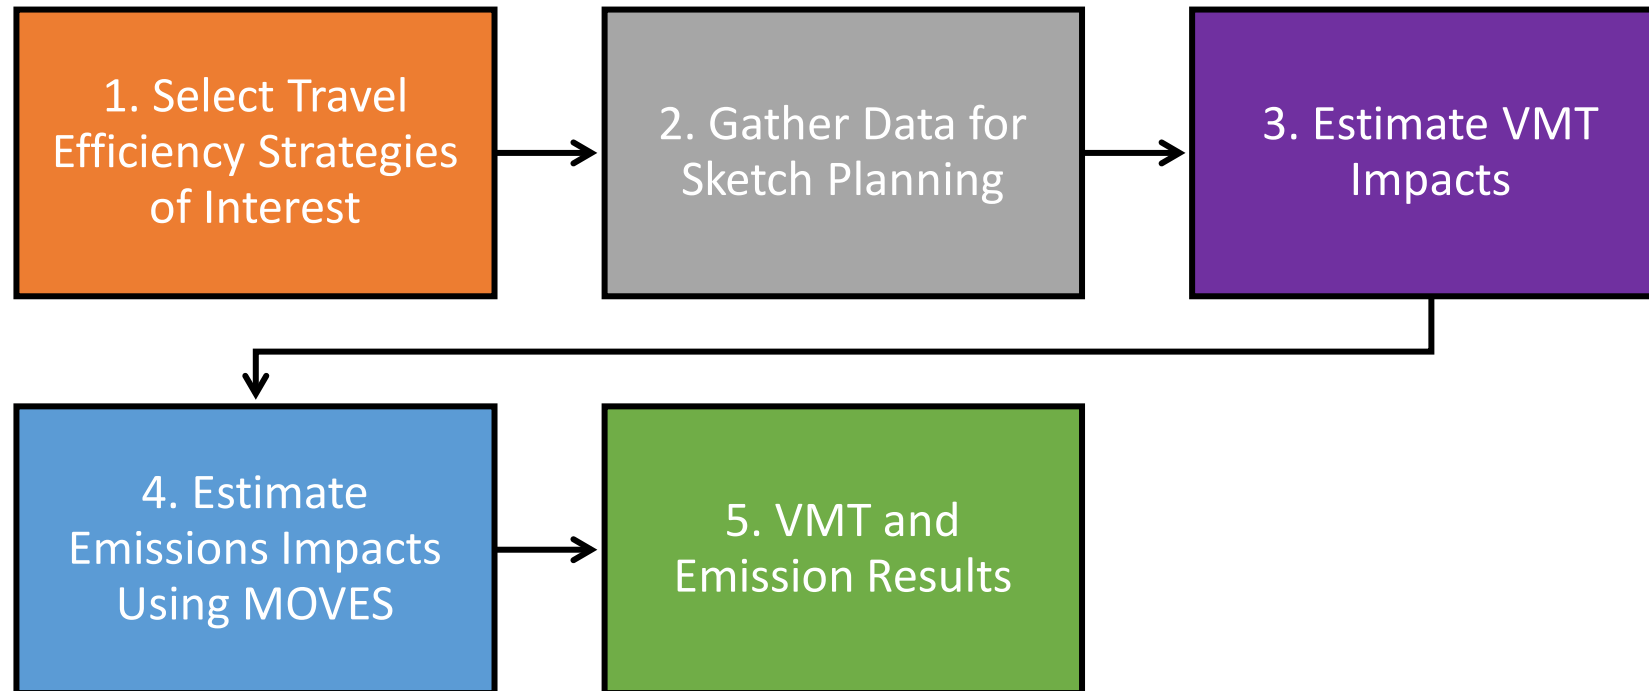 1. Select Travel
Efficiency Strategies
of Interest
2. Gather Data for
Sketch Planning
3. Estimate VMT
Impacts
4. Estimate
Emissions Impacts
Using MOVES
5. VMT and
Emission Results